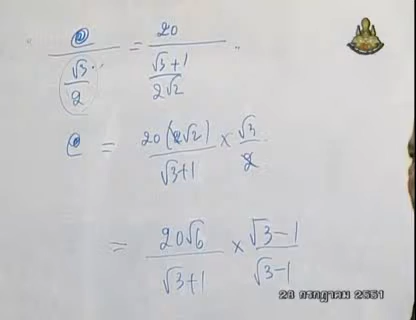 a/(√3/2) = 20/((√3+1)/(2√2))
a = 20(2√2)/(√3+1) × √3/2
= 20√6/(√3+1) × (√3-1)/(√3-1)
28 กรกฎาคม 2551